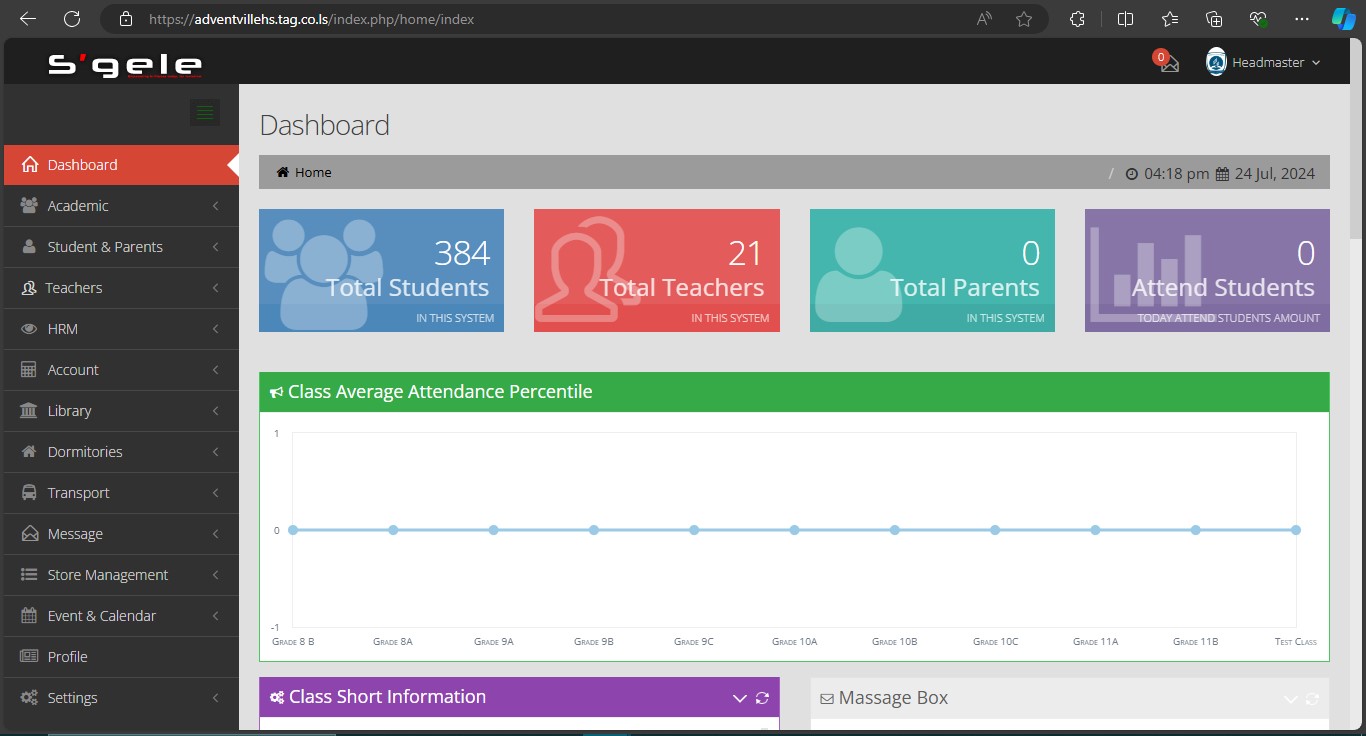 https://adventvillehs.tag.co.ls/index.php/home/index
S'gele
0
Headmaster
Dashboard
Academic
Student & Parents
Teachers
HRM
Account
Library
Dormitories
Transport
Message
Store Management
Event & Calendar
Profile
Settings
Dashboard
Home
/ 04:18 pm 24 Jul, 2024
384
Total Students
IN THIS SYSTEM
21
Total Teachers
IN THIS SYSTEM
0
Total Parents
IN THIS SYSTEM
0
Attend Students
TODAY ATTEND STUDENTS AMOUNT
Class Average Attendance Percentile
1
0
-1
Grade 8 B Grade 8A Grade 9A Grade 9B Grade 9C Grade 10A Grade 10B Grade 10C Grade 11A Grade 11B Test Class
Class Short Information
Massage Box